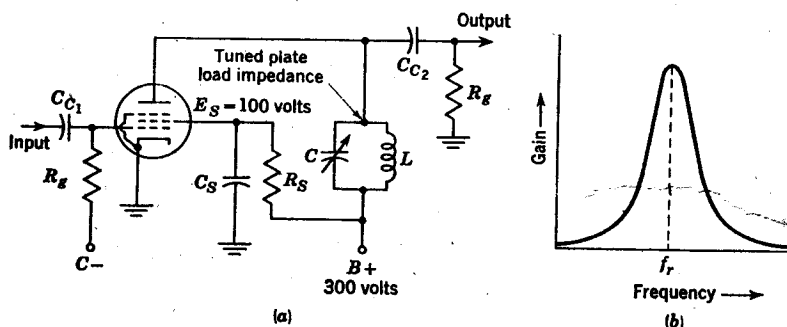 Output
Tuned plate
load impedance
C_C2
R_g
C_C1
E_S = 100 volts
Input
R_g
C_S
R_S
C
L
C−
B+
300 volts
(a)
Gain
f_r
Frequency
(b)